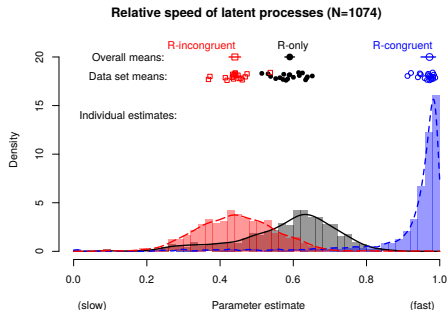 Relative speed of latent processes (N=1074)
R-incongruent R-only R-congruent
Overall means:
Data set means:
Individual estimates:
Density
20
15
10
5
0
0.0 0.2 0.4 0.6 0.8 1.0
(slow) Parameter estimate (fast)